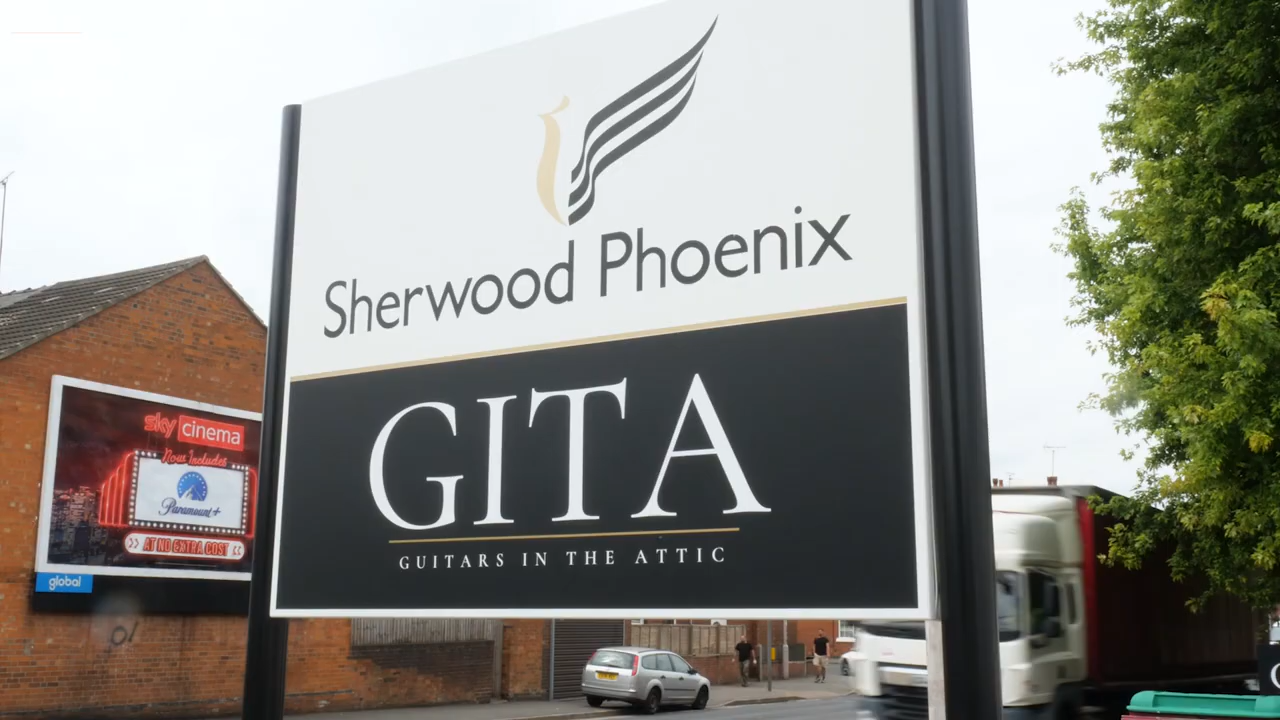 Sherwood Phoenix
GITA
GUITARS IN THE ATTIC
sky cinema
Now Includes
Paramount+
AT NO EXTRA COST
global